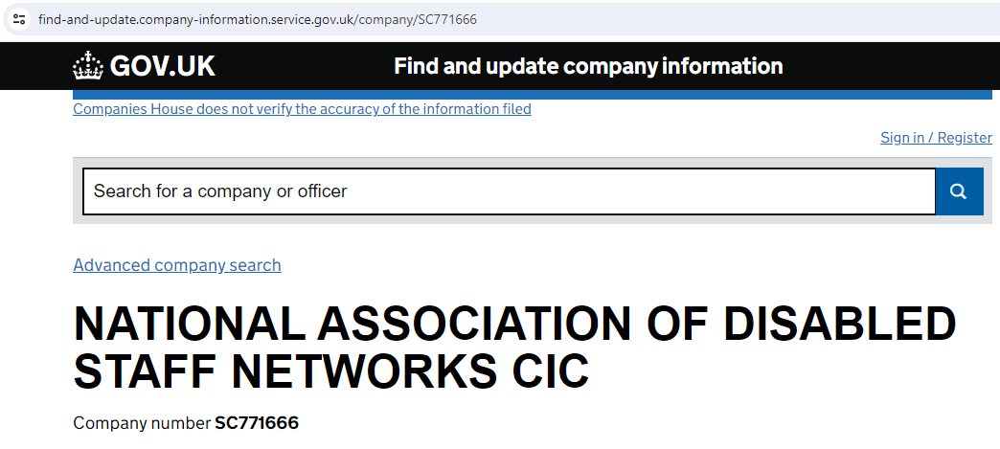 find-and-update.company-information.service.gov.uk/company/SC771666
GOV.UK
Find and update company information
Companies House does not verify the accuracy of the information filed
Sign in / Register
Search for a company or officer
Advanced company search
NATIONAL ASSOCIATION OF DISABLED
STAFF NETWORKS CIC
Company number SC771666